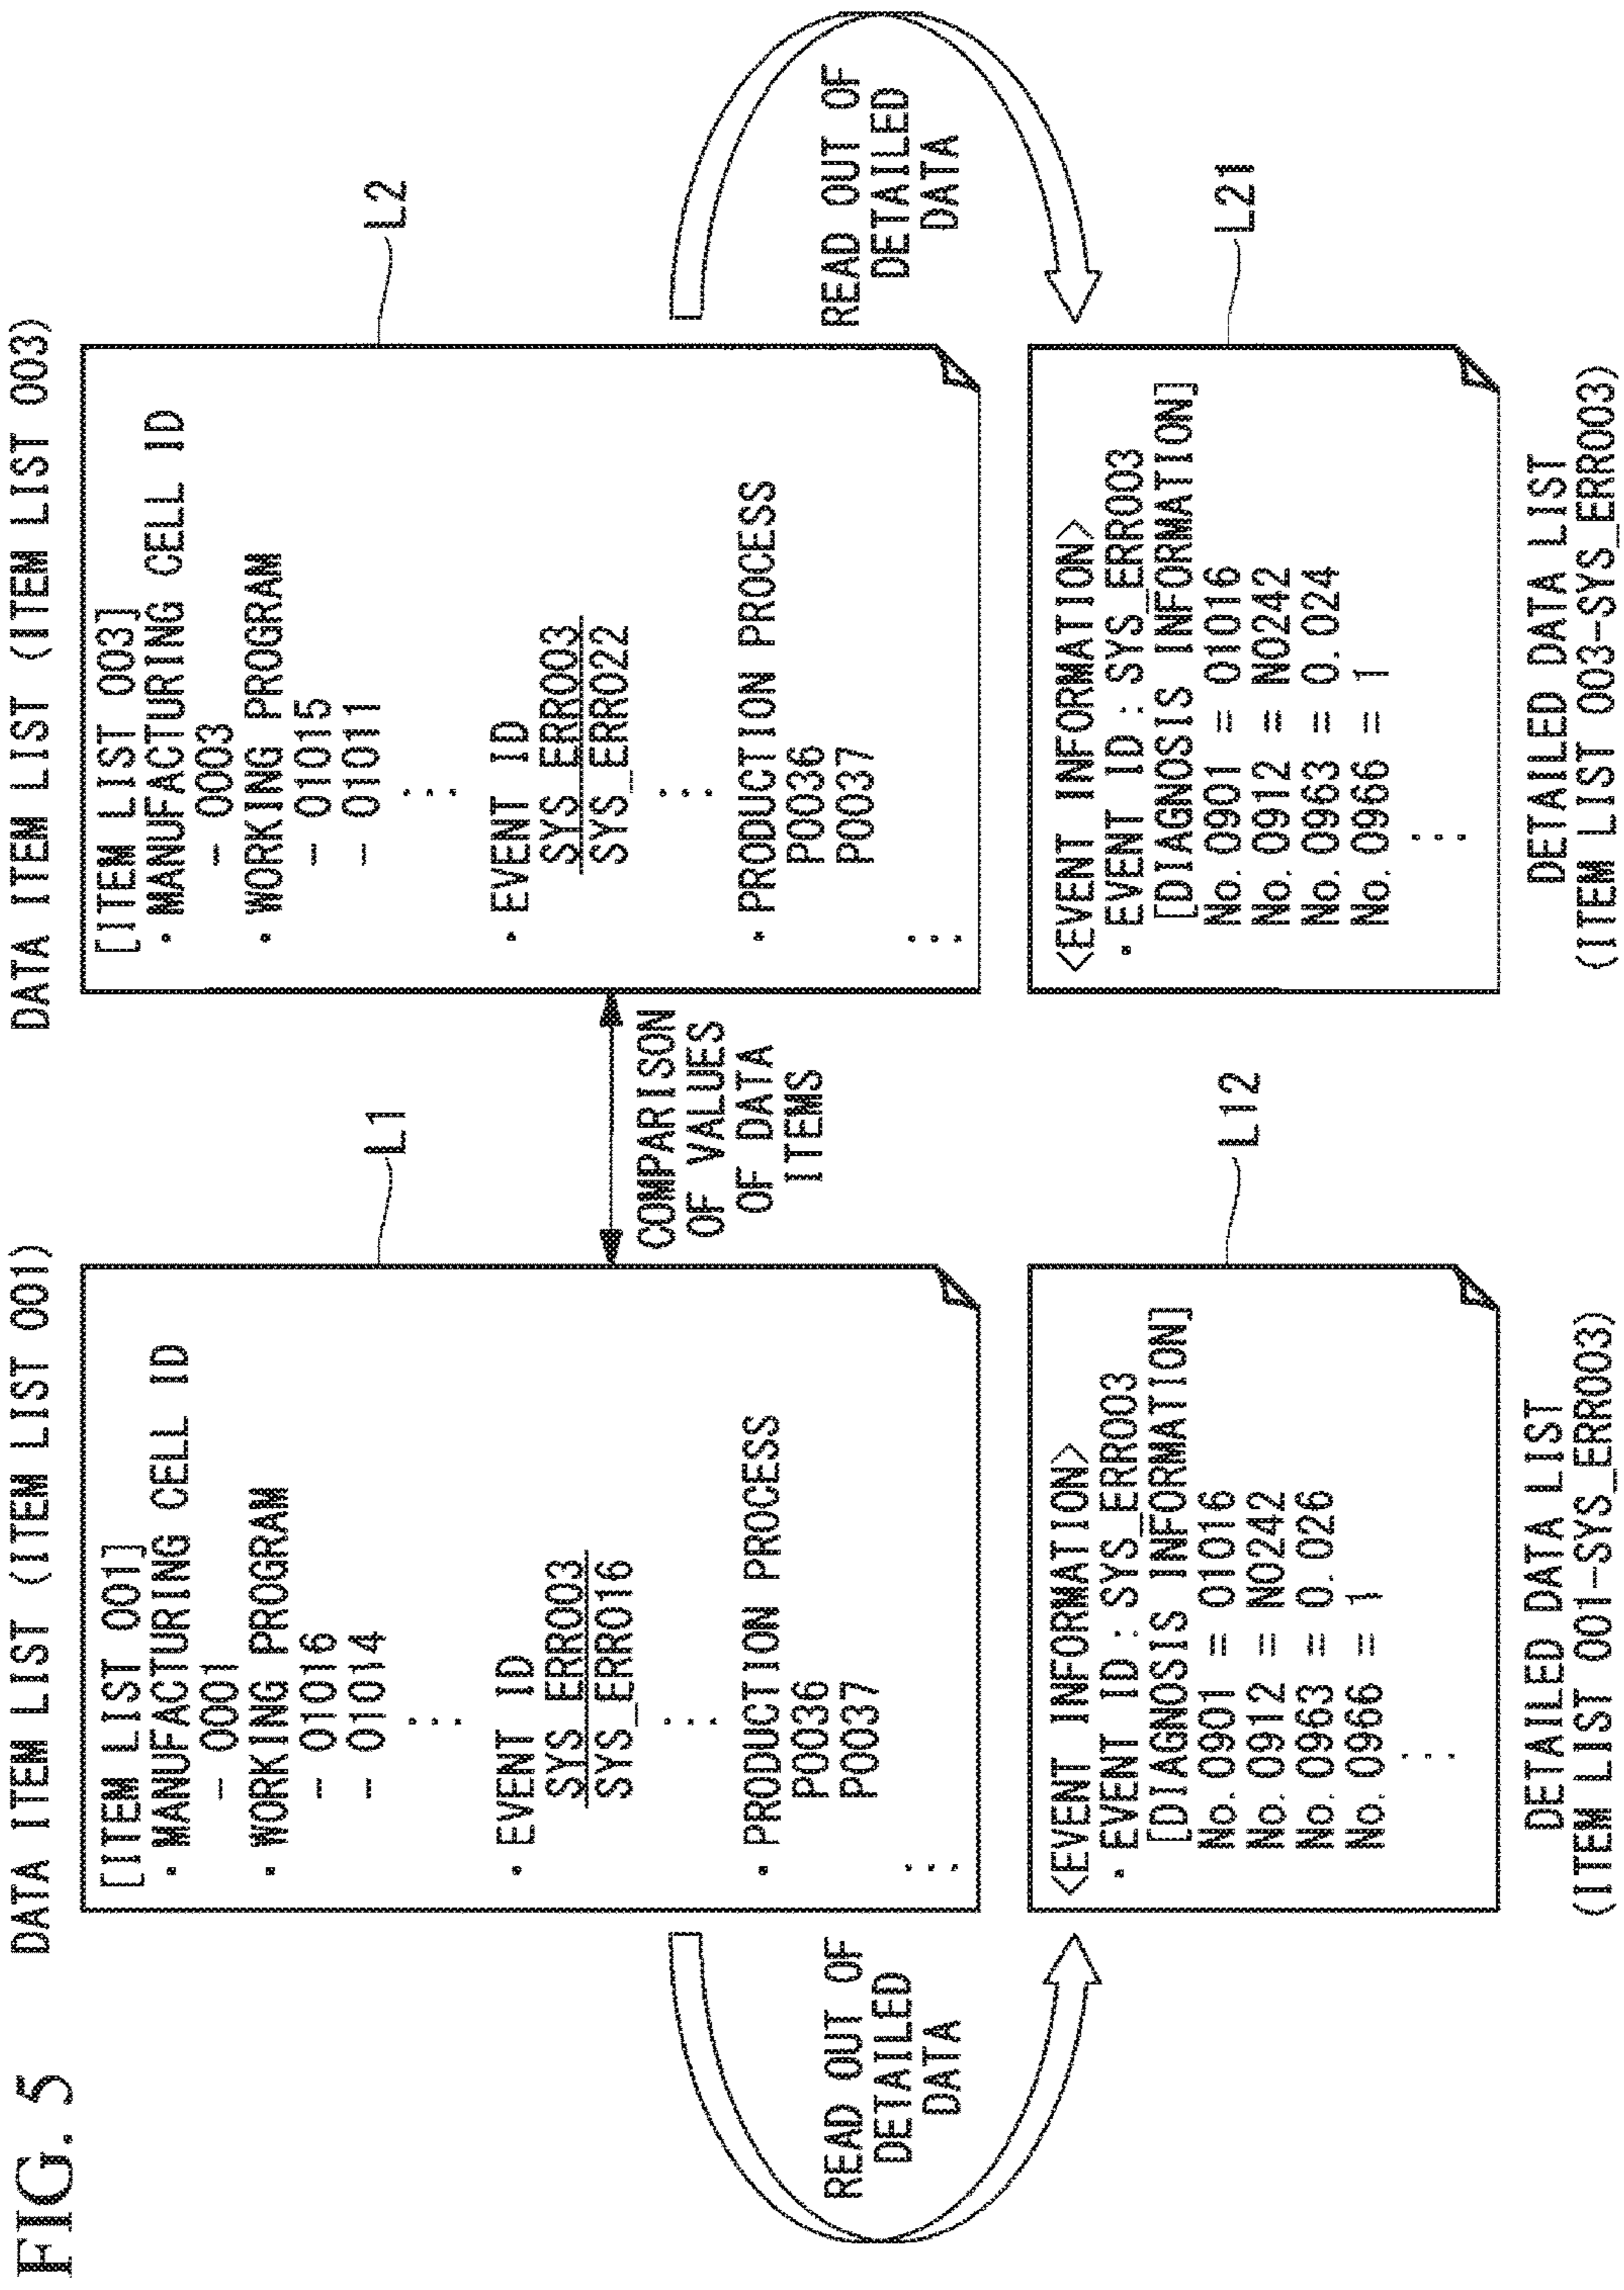 FIG. 5
DATA ITEM LIST (ITEM LIST 001)
[ITEM LIST 001]
• MANUFACTURING CELL ID
– 0001
• WORKING PROGRAM
– 01016
– 01014
...
• EVENT ID
SYS_ERR003
SYS_ERR016
...
• PRODUCTION PROCESS
P0036
P0037
...
L1
COMPARISON
OF VALUES
OF DATA
ITEMS
DATA ITEM LIST (ITEM LIST 003)
[ITEM LIST 003]
• MANUFACTURING CELL ID
– 0003
• WORKING PROGRAM
– 01015
– 01011
...
• EVENT ID
SYS_ERR003
SYS_ERR022
...
• PRODUCTION PROCESS
P0036
P0037
...
L2
READ OUT OF
DETAILED
DATA
READ OUT OF
DETAILED
DATA
<EVENT INFORMATION>
• EVENT ID : SYS_ERR003
[DIAGNOSIS INFORMATION]
No. 0901 = 01016
No. 0912 = N0242
No. 0963 = 0.026
No. 0966 = 1
...
L12
DETAILED DATA LIST
(ITEM LIST 001-SYS_ERR003)
<EVENT INFORMATION>
• EVENT ID : SYS_ERR003
[DIAGNOSIS INFORMATION]
No. 0901 = 01016
No. 0912 = N0242
No. 0963 = 0.024
No. 0966 = 1
...
L21
DETAILED DATA LIST
(ITEM LIST 003-SYS_ERR003)